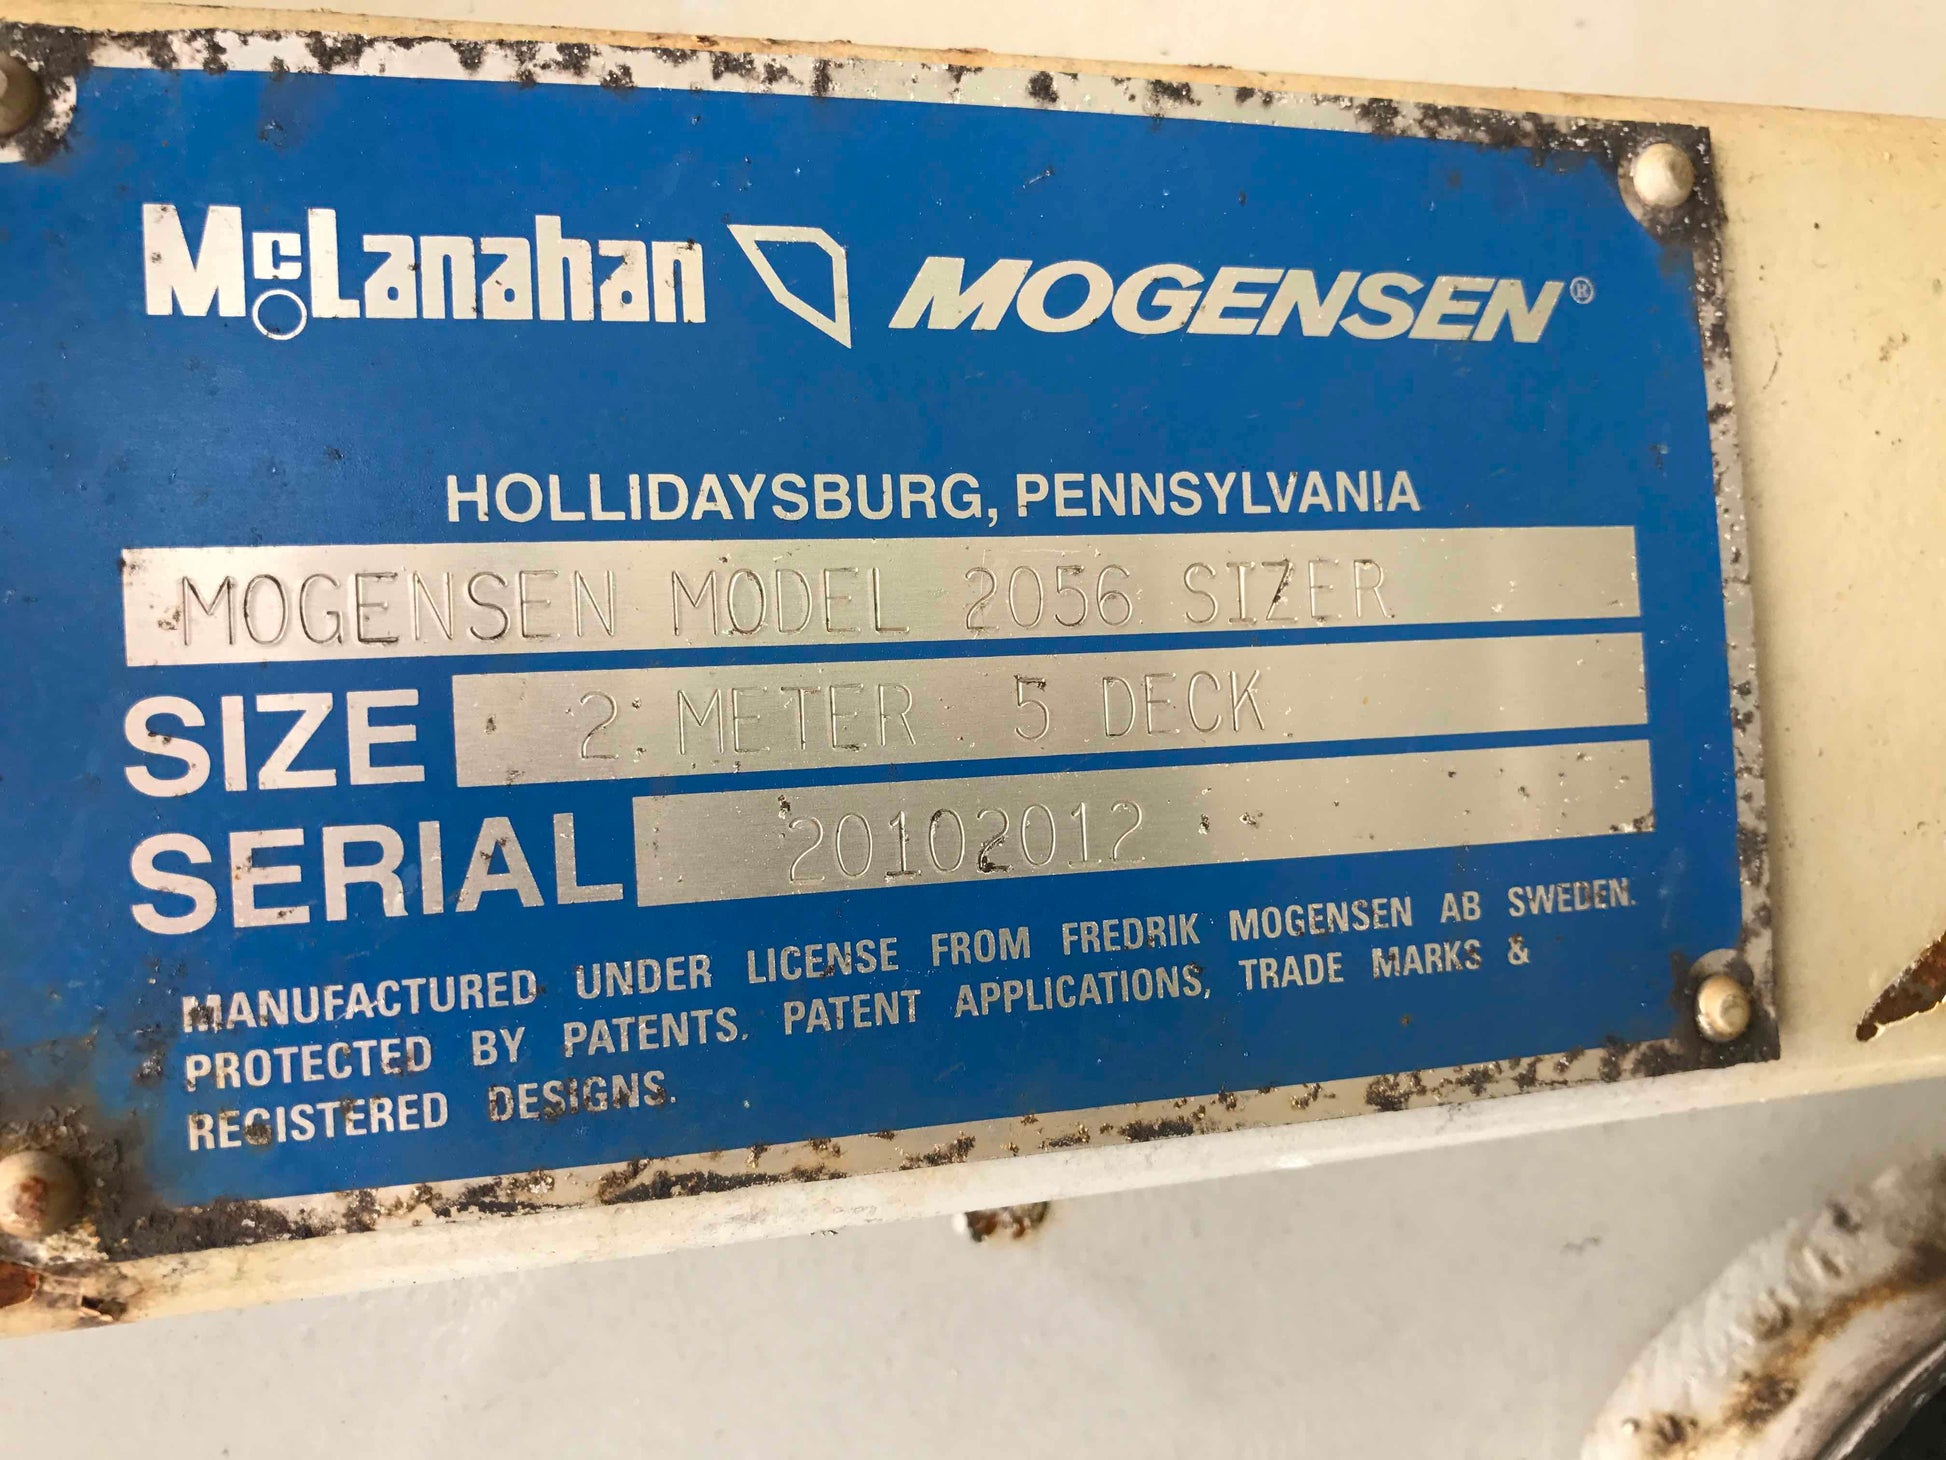 McLanahan MOGENSEN®
HOLLIDAYSBURG, PENNSYLVANIA
MOGENSEN MODEL 2056 SIZER
SIZE 2 METER 5 DECK
SERIAL 20102012
MANUFACTURED UNDER LICENSE FROM FREDRIK MOGENSEN AB SWEDEN.
PROTECTED BY PATENTS. PATENT APPLICATIONS, TRADE MARKS &
REGISTERED DESIGNS.